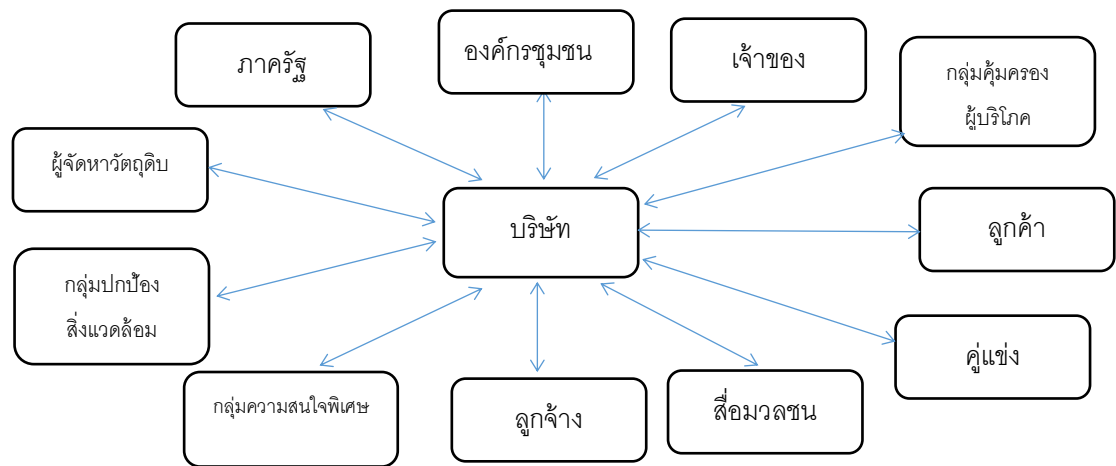 ภาครัฐ
องค์กรชุมชน
เจ้าของ
กลุ่มคุ้มครอง
ผู้บริโภค
ผู้จัดหาวัตถุดิบ
บริษัท
ลูกค้า
กลุ่มปกป้อง
สิ่งแวดล้อม
คู่แข่ง
กลุ่มความสนใจพิเศษ
ลูกจ้าง
สื่อมวลชน